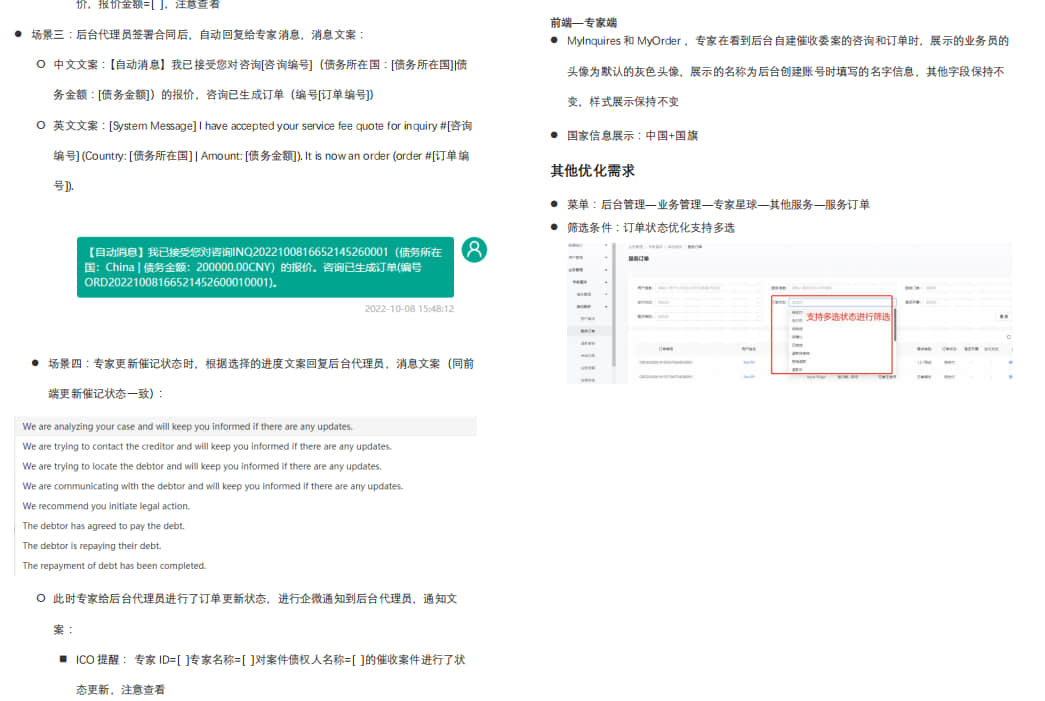 价，报价金额=[ ]，注意查看
● 场景三：后台代理员签署合同后，自动回复给专家消息，消息文案：
○ 中文文案：【自动消息】我已接受您对咨询[咨询编号]（债务所在国：[债务所在国]|债
务金额：[债务金额]）的报价，咨询已生成订单（编号[订单编号]）
○ 英文文案：[System Message] I have accepted your service fee quote for inquiry #[咨询
编号] (Country: [债务所在国] | Amount: [债务金额]). It is now an order (order #[订单编
号]).
【自动消息】我已接受您对咨询INQ20221008166521452600001（债务所在
国：China | 债务金额：200000.00CNY）的报价。咨询已生成订单(编号
ORD202210081665214526000010001)。
2022-10-08 15:48:12
● 场景四：专家更新催记状态时，根据选择的进度文案回复后台代理员，消息文案（同前
端更新催记状态一致）：
We are analyzing your case and will keep you informed if there are any updates.
We are trying to contact the creditor and will keep you informed if there are any updates.
We are trying to locate the debtor and will keep you informed if there are any updates.
We are communicating with the debtor and will keep you informed if there are any updates.
We recommend you initiate legal action.
The debtor has agreed to pay the debt.
The debtor is repaying their debt.
The repayment of debt has been completed.
○ 此时专家给后台代理员进行了订单更新状态，进行企微通知到后台代理员，通知文
案：
■ ICO 提醒： 专家 ID=[ ]专家名称=[ ]对案件债权人名称=[ ]的催收案件进行了状
态更新，注意查看
前端—专家端
● MyInquires 和 MyOrder ，专家在看到后台自建催收委案的咨询和订单时，展示的业务员的
头像为默认的灰色头像，展示的名称为后台创建账号时填写的名字信息，其他字段保持不
变，样式展示保持不变
● 国家信息展示：中国+国旗
其他优化需求
● 菜单：后台管理—业务管理—专家星球—其他服务—服务订单
● 筛选条件：订单状态优化支持多选
服务订单
支持多选状态进行筛选